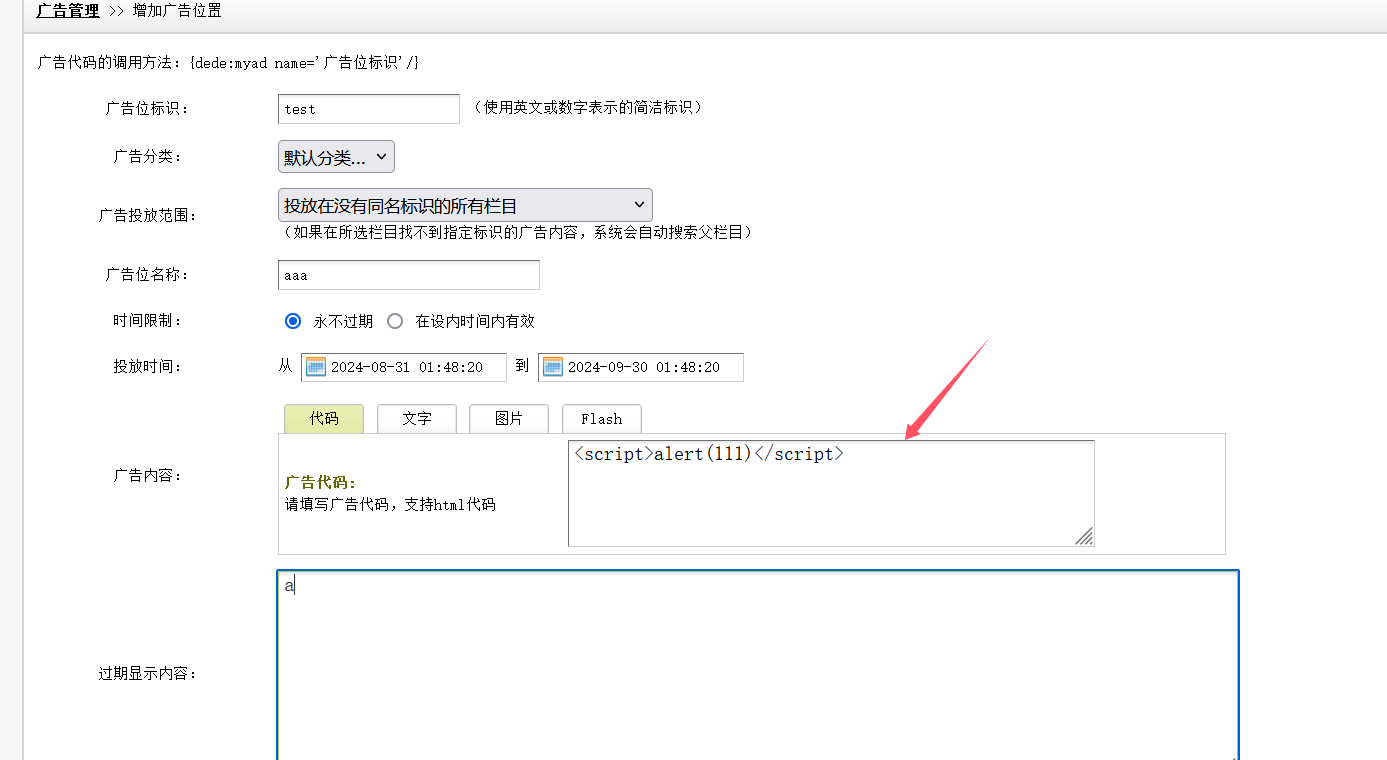 广告管理 >> 增加广告位置
广告代码的调用方法：{dede:myad name='广告位标识'/}
广告位标识： test （使用英文或数字表示的简洁标识）
广告分类： 默认分类...
广告投放范围： 投放在没有同名标识的所有栏目
（如果在所选栏目找不到指定标识的广告内容，系统会自动搜索父栏目）
广告位名称： aaa
时间限制： 永不过期 在设内时间内有效
投放时间： 从 2024-08-31 01:48:20 到 2024-09-30 01:48:20
代码 文字 图片 Flash
<script>alert(111)</script>
广告内容：
广告代码：
请填写广告代码，支持html代码
a
过期显示内容：